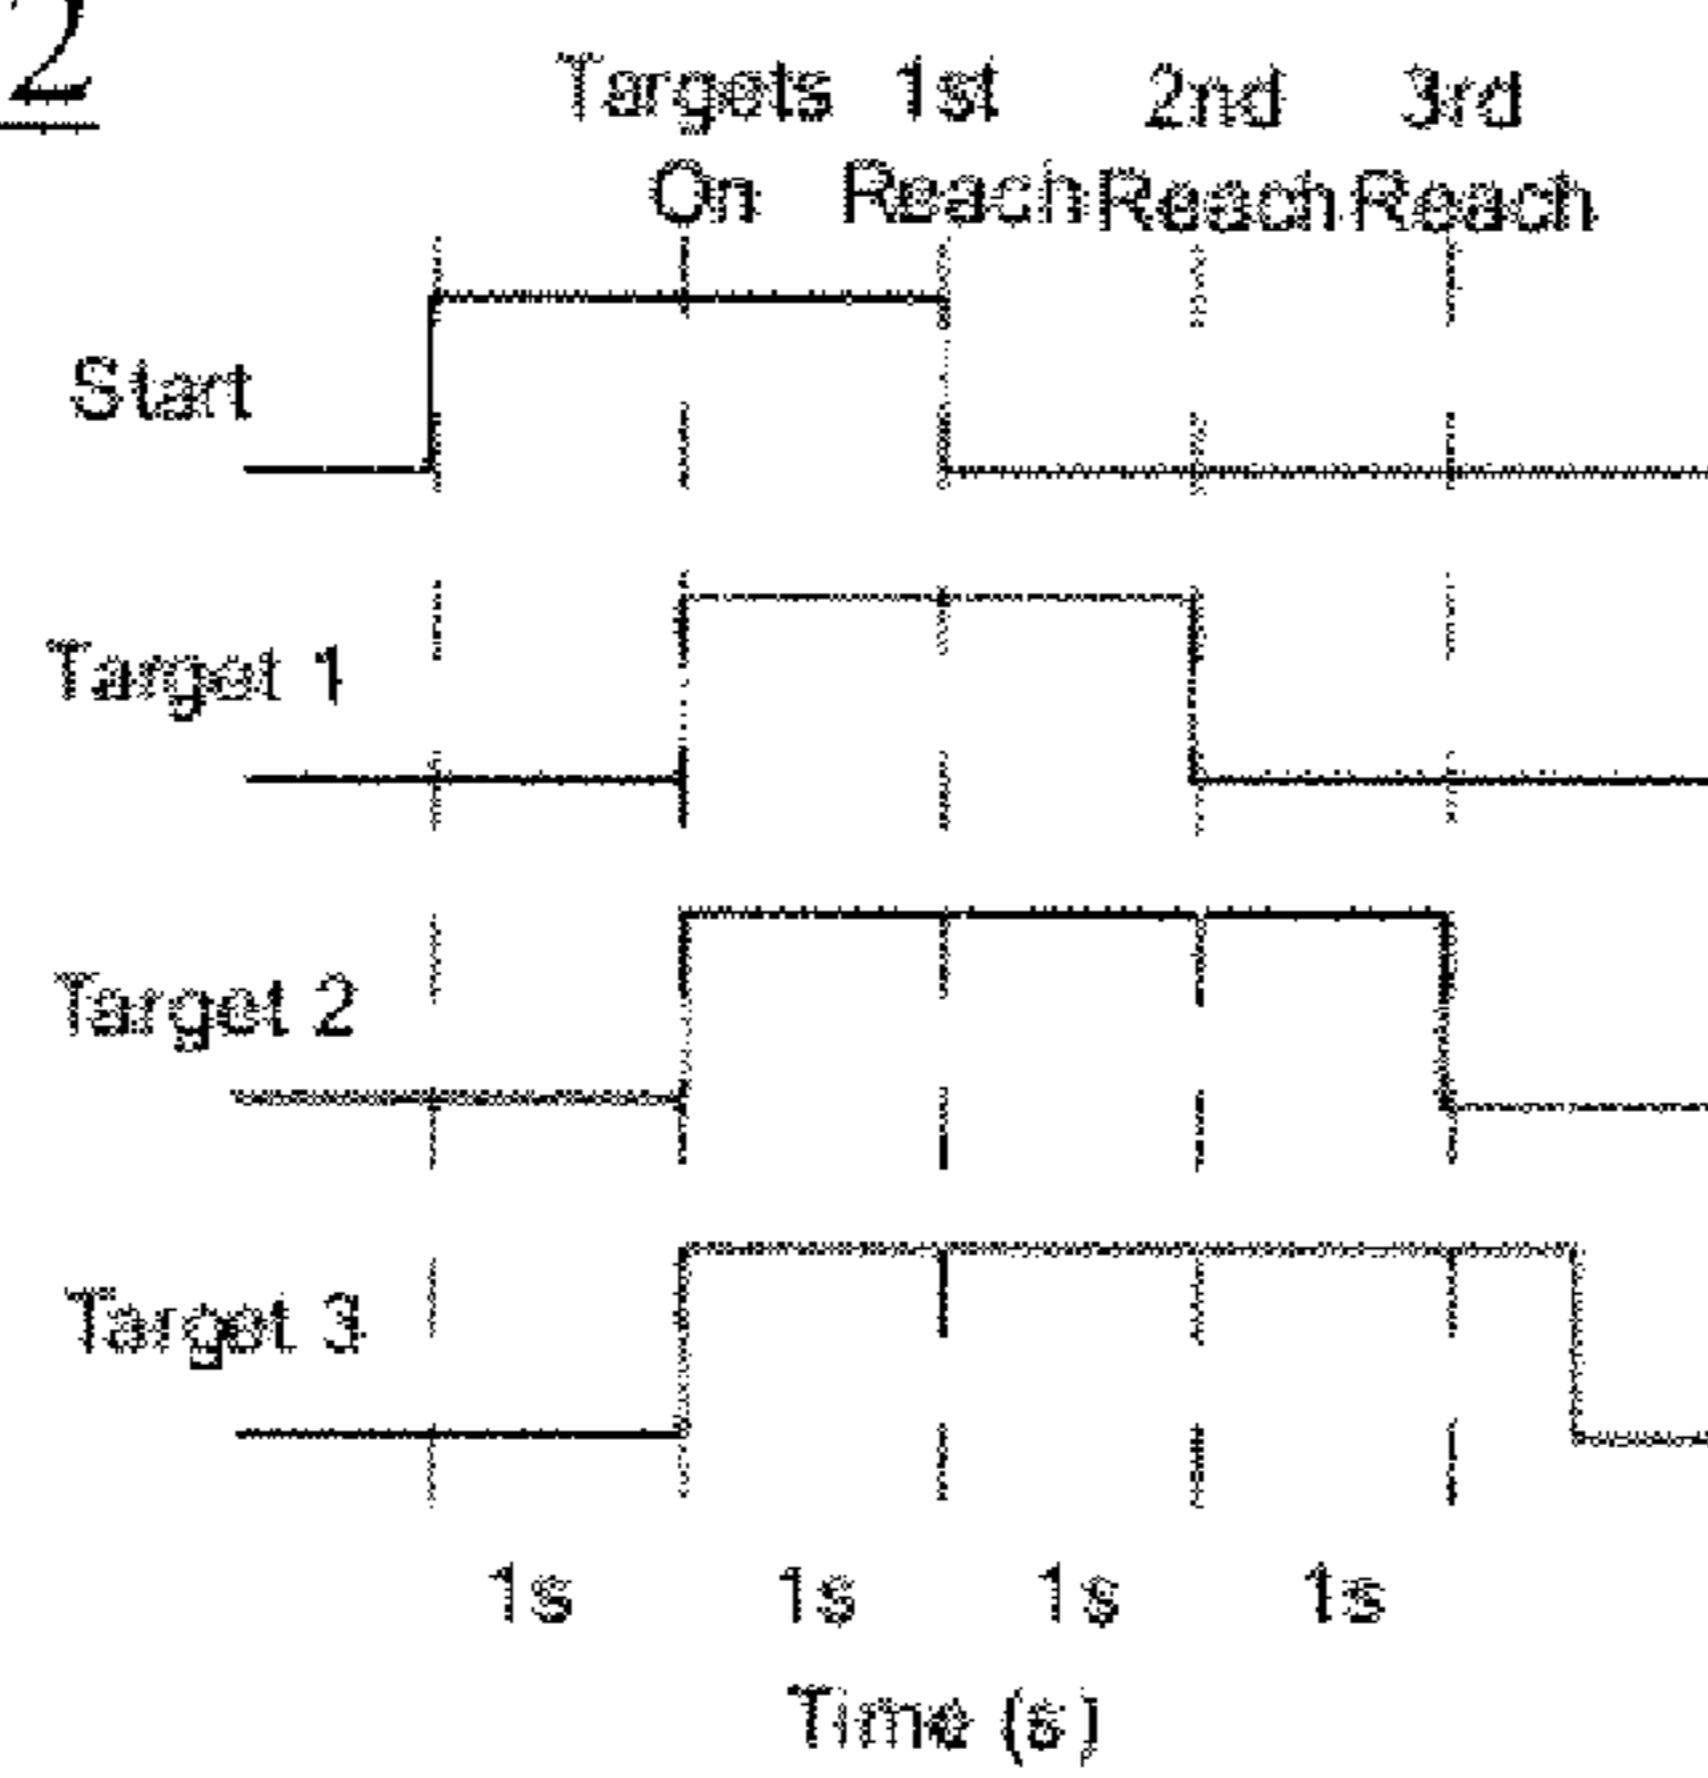 2
Targets 1st 2nd 3rd
On Reach Reach Reach
Start
Target 1
Target 2
Target 3
1s 1s 1s 1s
Time (s)